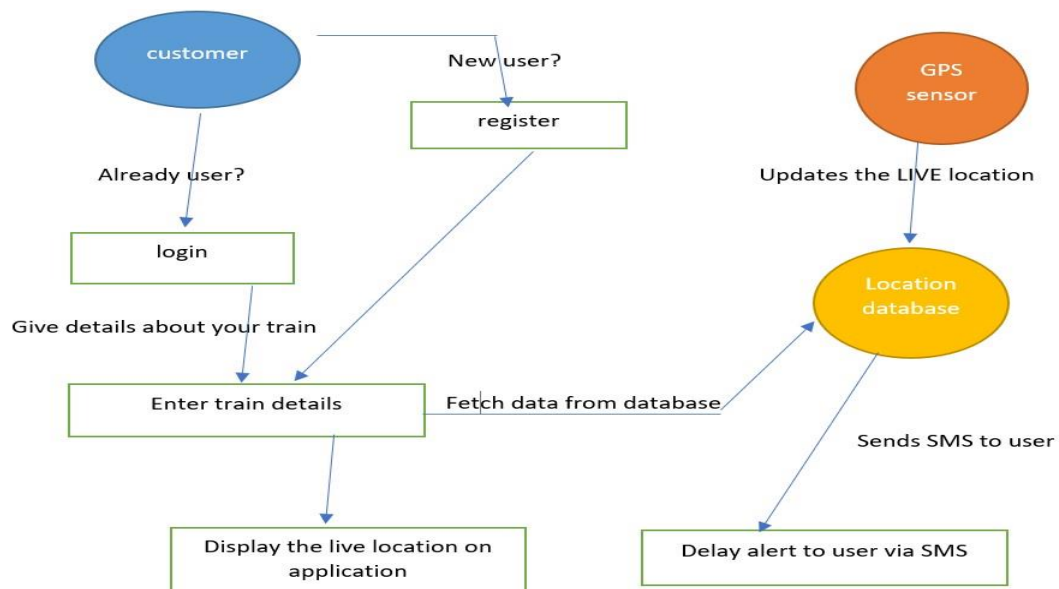 customer
New user?
GPS
sensor
register
Already user?
Updates the LIVE location
login
Location
database
Give details about your train
Enter train details
Fetch data from database
Sends SMS to user
Display the live location on
application
Delay alert to user via SMS